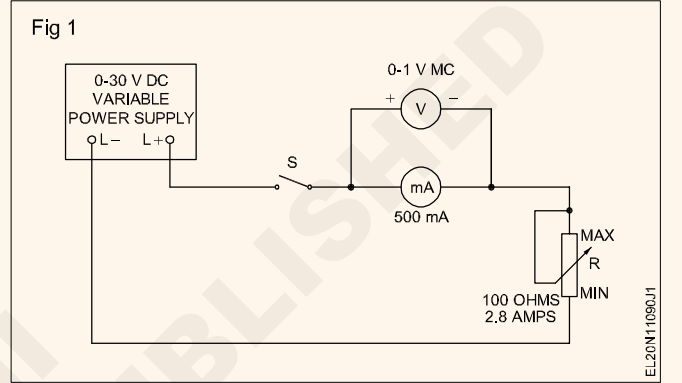 Fig 1
0-30 V DC
VARIABLE
POWER SUPPLY
L− L+
S
0-1 V MC
+ V −
mA
500 mA
MAX
R
MIN
100 OHMS
2.8 AMPS
EL20N11090J1
UBLISHED